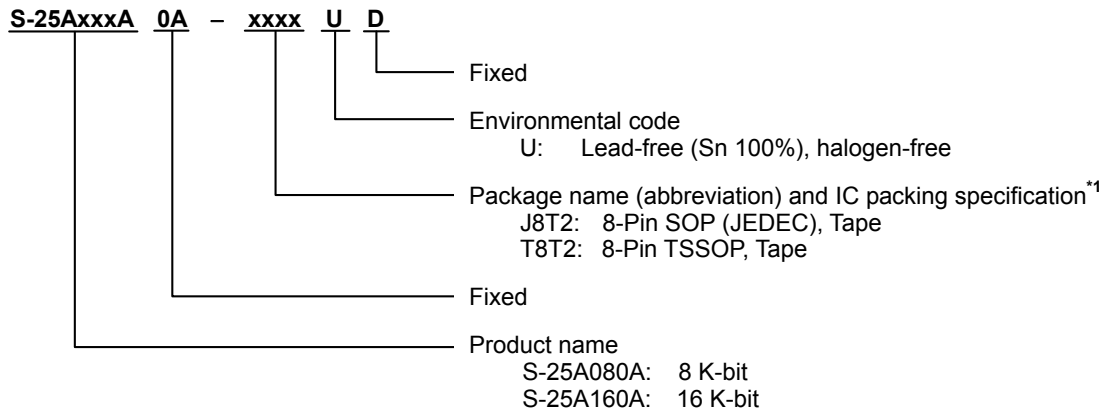 S-25AxxxA 0A – xxxx U D
Fixed
Environmental code
U: Lead-free (Sn 100%), halogen-free
Package name (abbreviation) and IC packing specification*1
J8T2: 8-Pin SOP (JEDEC), Tape
T8T2: 8-Pin TSSOP, Tape
Fixed
Product name
S-25A080A: 8 K-bit
S-25A160A: 16 K-bit